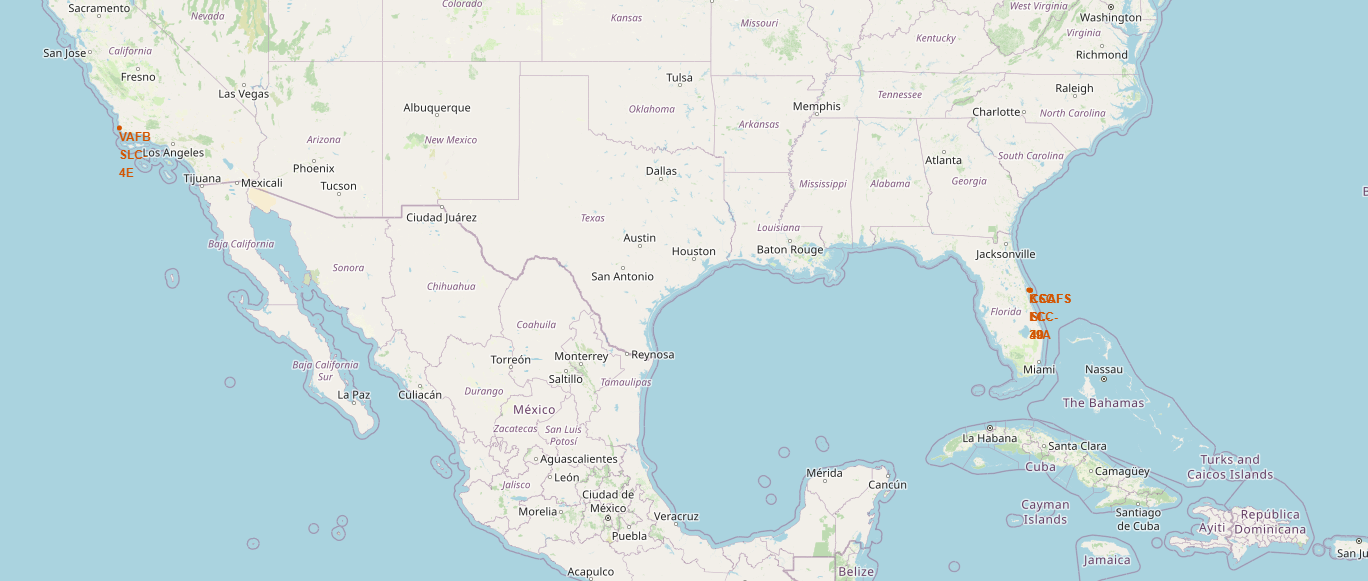 Sacramento
Nevada
Colorado
Kansas
Missouri
West Virginia
Washington
Virginia
Kentucky
San Jose
California
Richmond
Fresno
Las Vegas
Tulsa
Raleigh
Albuquerque
Oklahoma
Memphis
Tennessee
Charlotte
North Carolina
Arkansas
VAFB
SLC-
4E
Los Angeles
Arizona
New Mexico
Atlanta
South Carolina
Phoenix
Dallas
Tijuana
Mexicali
Tucson
Mississippi
Alabama
Georgia
Ciudad Juárez
Texas
Louisiana
Baja California
Austin
Houston
Baton Rouge
Jacksonville
Sonora
San Antonio
Chihuahua
Florida
Coahuila
Torreón
Monterrey
Reynosa
Baja California
Sur
Saltillo
Tamaulipas
Miami
Nassau
La Paz
Culiacán
Durango
México
The Bahamas
Zacatecas
San Luis
Potosí
La Habana
Santa Clara
Aguascalientes
Cuba
Camagüey
Turks and
Caicos Islands
León
Mérida
Cancún
Jalisco
Ciudad de
México
Morelia
Veracruz
Cayman
Islands
Santiago
de Cuba
República
Dominicana
Ayiti
Puebla
San Ju
Acapulco
Belize
Jamaica